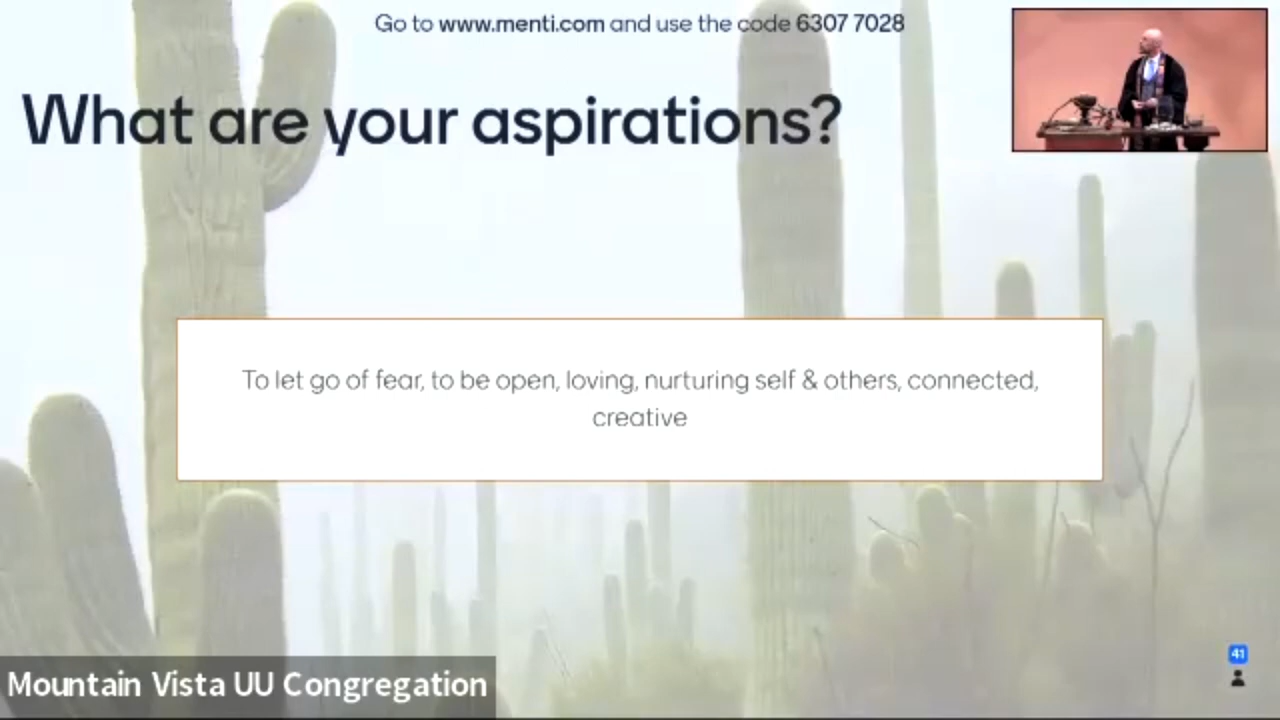 Go to www.menti.com and use the code 6307 7028
What are your aspirations?
To let go of fear, to be open, loving, nurturing self & others, connected,
creative
Mountain Vista UU Congregation
41